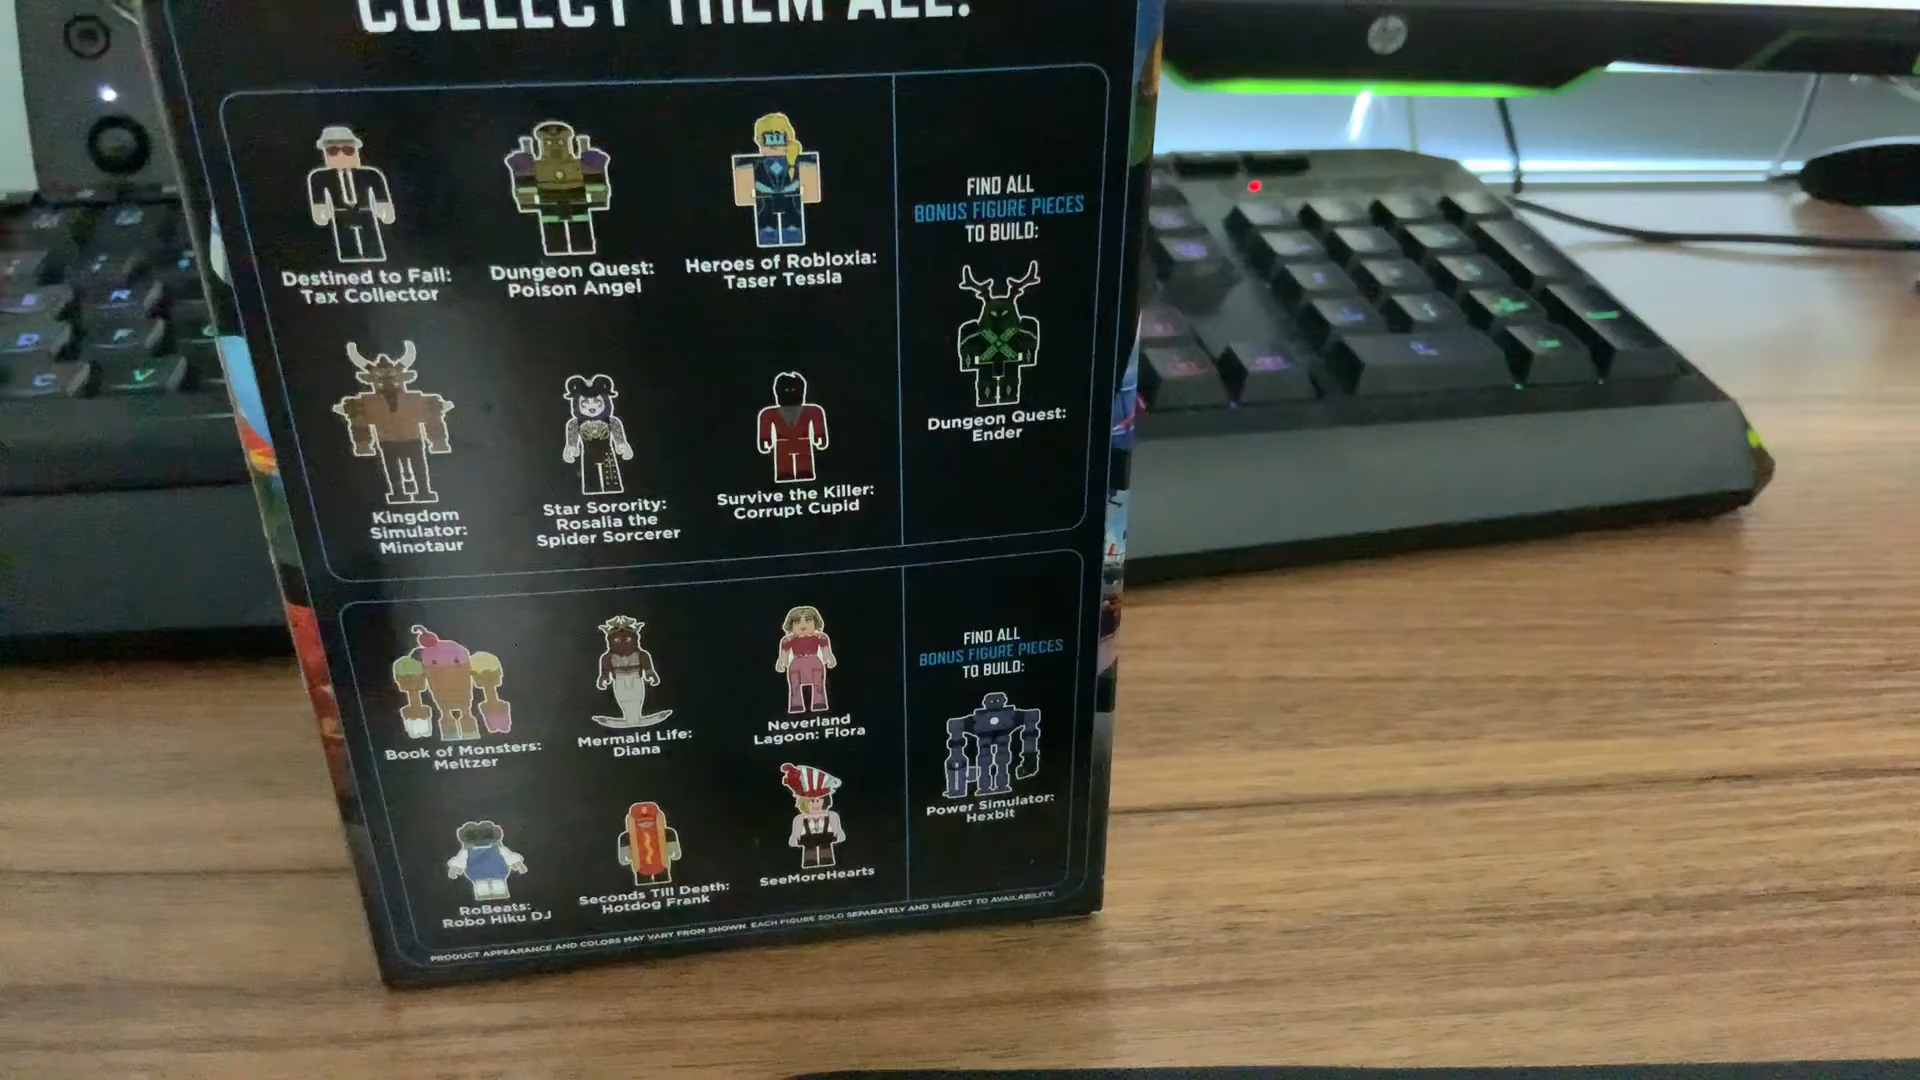 COLLECT THEM ALL!
Destined to Fail:
Tax Collector
Dungeon Quest:
Poison Angel
Heroes of Robloxia:
Taser Tessla
Kingdom
Simulator:
Minotaur
Star Sorority:
Rosalia the
Spider Sorcerer
Survive the Killer:
Corrupt Cupid
FIND ALL
BONUS FIGURE PIECES
TO BUILD:
Dungeon Quest:
Ender
Book of Monsters:
Meltzer
Mermaid Life:
Diana
Neverland
Lagoon: Flora
RoBeats:
Robo Hiku DJ
Seconds Till Death:
Hotdog Frank
SeeMoreHearts
FIND ALL
BONUS FIGURE PIECES
TO BUILD:
Power Simulator:
Hexbit
PRODUCT APPEARANCE AND COLORS MAY VARY FROM SHOWN. EACH FIGURE SOLD SEPARATELY AND SUBJECT TO AVAILABILITY.
hp
R
D
F
C
V